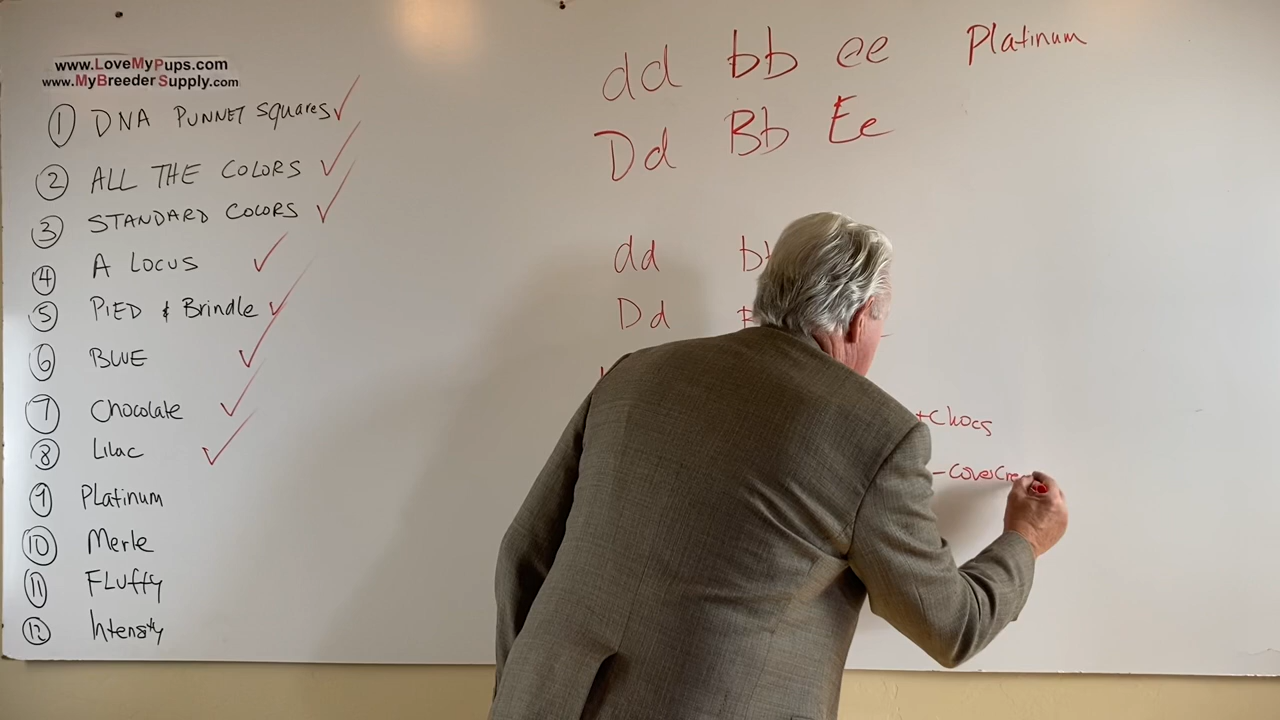 www.LoveMyPups.com
www.MyBreederSupply.com
1 DNA PUNNET squares ✓
2 ALL THE COLORS ✓
3 STANDARD COLORS ✓
4 A LOCUS ✓
5 PiED & Brindle ✓
6 BLUE ✓
7 Chocolate ✓
8 Lilac ✓
9 Platinum
10 Merle
11 FLuffy
12 Intensity
dd bb ee Platinum
Dd Bb Ee
dd
Dd
+Chocs